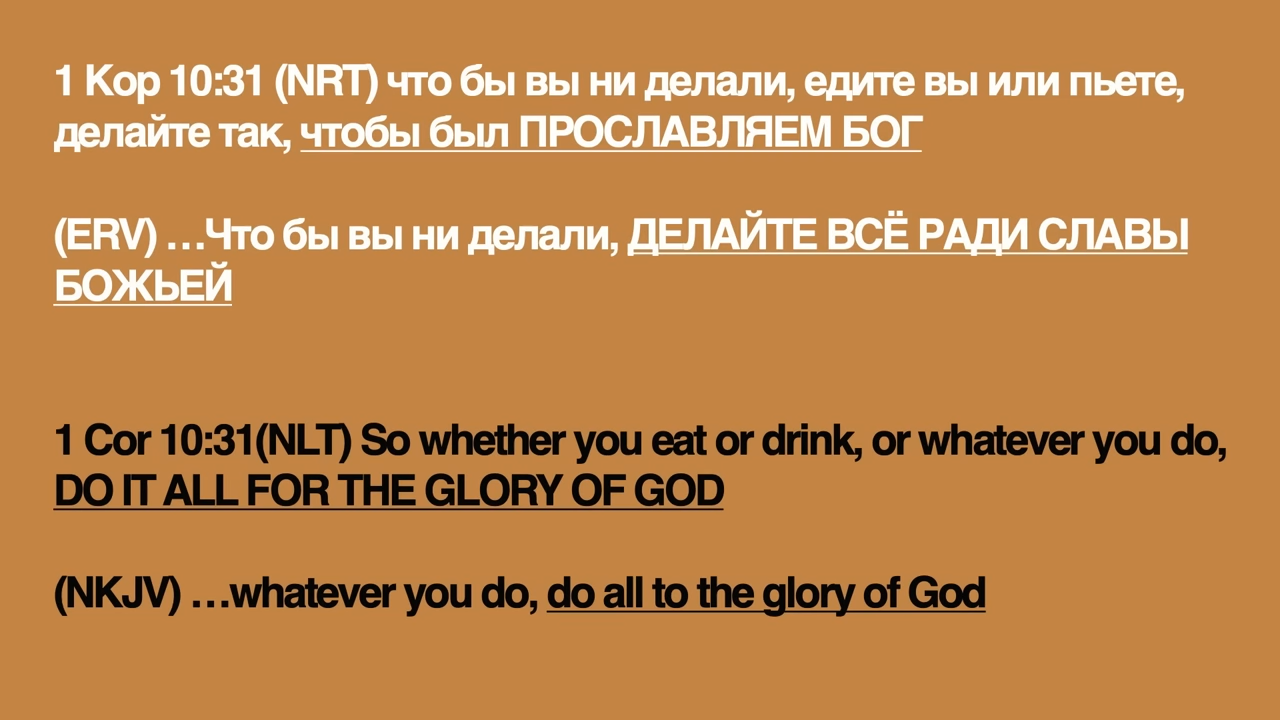 1 Кор 10:31 (NRT) что бы вы ни делали, едите вы или пьете,
делайте так, чтобы был ПРОСЛАВЛЯЕМ БОГ
(ERV) …Что бы вы ни делали, ДЕЛАЙТЕ ВСЁ РАДИ СЛАВЫ
БОЖЬЕЙ
1 Cor 10:31(NLT) So whether you eat or drink, or whatever you do,
DO IT ALL FOR THE GLORY OF GOD
(NKJV) …whatever you do, do all to the glory of God